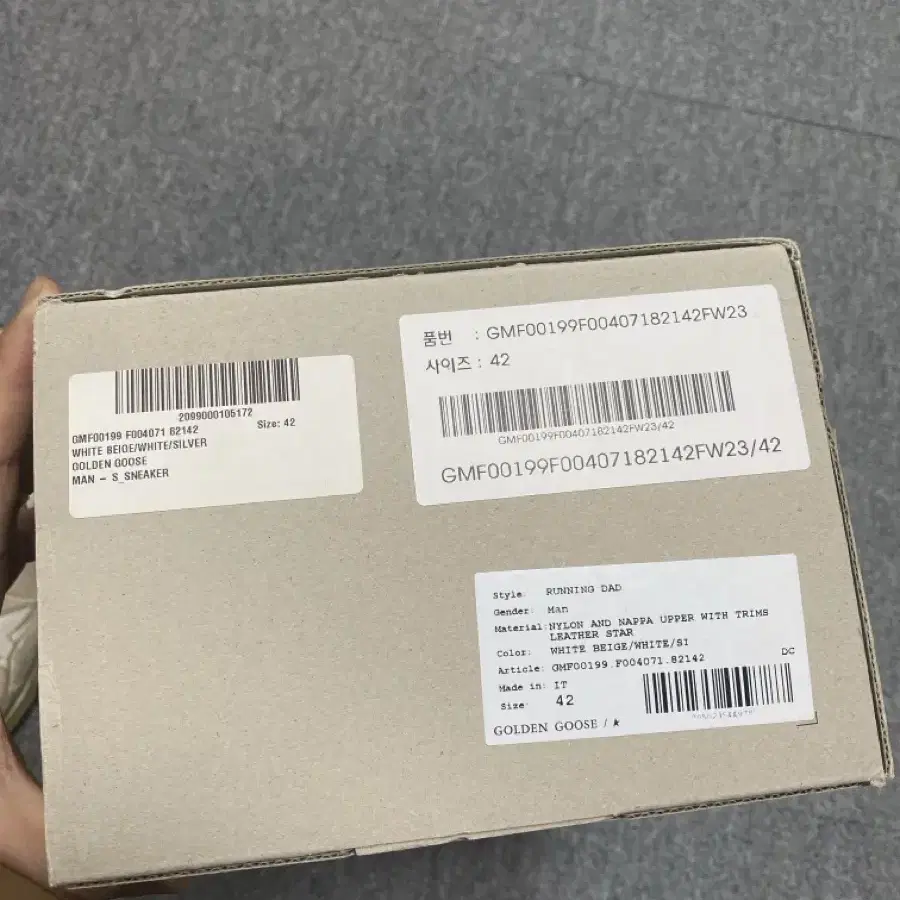 2099000105172
GMF00199 F004071 82142 Size: 42
WHITE BEIGE/WHITE/SILVER
GOLDEN GOOSE
MAN - S_SNEAKER
품번 : GMF00199F00407182142FW23
사이즈 : 42
GMF00199F00407182142FW23/42
GMF00199F00407182142FW23/42
Style: RUNNING DAD
Gender: Man
Material: NYLON AND NAPPA UPPER WITH TRIMS
LEATHER STAR
Color: WHITE BEIGE/WHITE/SI
Article: GMF00199.F004071.82142 DC
Made in: IT
Size: 42
GOLDEN GOOSE / ★